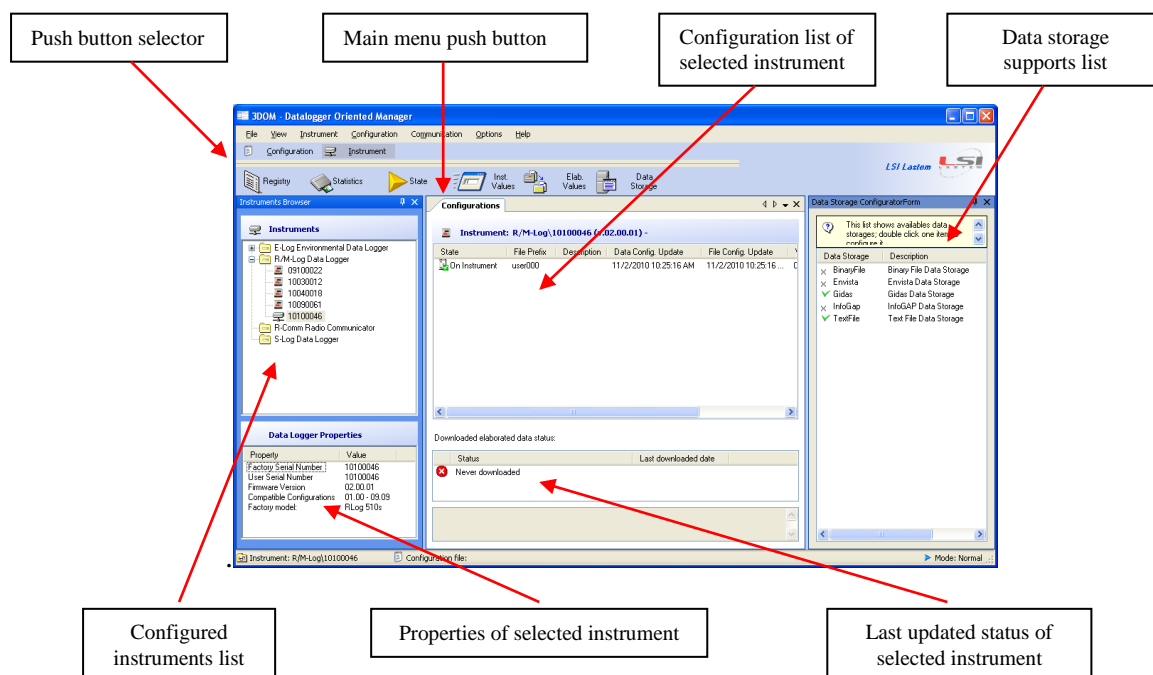 Push button selector
Main menu push button
Configuration list of
selected instrument
Data storage
supports list
3DOM - Datalogger Oriented Manager
File View Instrument Configuration Communication Options Help
Configuration Instrument
LSI Lastem
LSI
LASTEM
Registry Statistics State Inst. Values Elab. Values Data Storage
Instruments Browser
Instruments
E-Log Environmental Data Logger
R/M-Log Data Logger
09100022
10030012
10040018
10090061
10100046
R-Comm Radio Communicator
S-Log Data Logger
Data Logger Properties
Property Value
Factory Serial Number 10100046
User Serial Number 10100046
Firmware Version 02.00.01
Compatible Configurations 01.00 - 09.09
Factory model: RLog 510s
Configurations
Instrument: R/M-Log\10100046 (v.02.00.01) -
State File Prefix Description Data Config. Update File Config. Update
On Instrument user000 11/2/2010 10:25:16 AM 11/2/2010 10:25:16 ...
Downloaded elaborated data status:
Status Last downloaded date
Never downloaded
Data Storage ConfiguratorForm
This list shows availables data
storages; double click one item
configure it
Data Storage Description
BinaryFile Binary File Data Storage
Envista Envista Data Storage
Gidas Gidas Data Storage
InfoGap InfoGAP Data Storage
TextFile Text File Data Storage
Instrument: R/M-Log\10100046 Configuration file: Mode: Normal
Configured
instruments list
Properties of selected instrument
Last updated status of
selected instrument